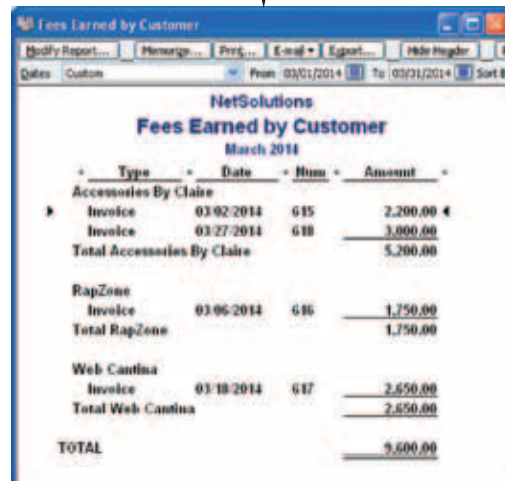 Fees Earned by Customer
Modify Report... Memorize... Print... E-mail Export... Hide Header
Dates Custom From 03/01/2014 To 03/31/2014 Sort B
NetSolutions
Fees Earned by Customer
March 2014
Type Date Num Amount
Accessories By Claire
Invoice 03/02/2014 615 2,200.00
Invoice 03/27/2014 618 3,000.00
Total Accessories By Claire 5,200.00
RapZone
Invoice 03/06/2014 616 1,750.00
Total RapZone 1,750.00
Web Cantina
Invoice 03/18/2014 617 2,650.00
Total Web Cantina 2,650.00
TOTAL 9,600.00